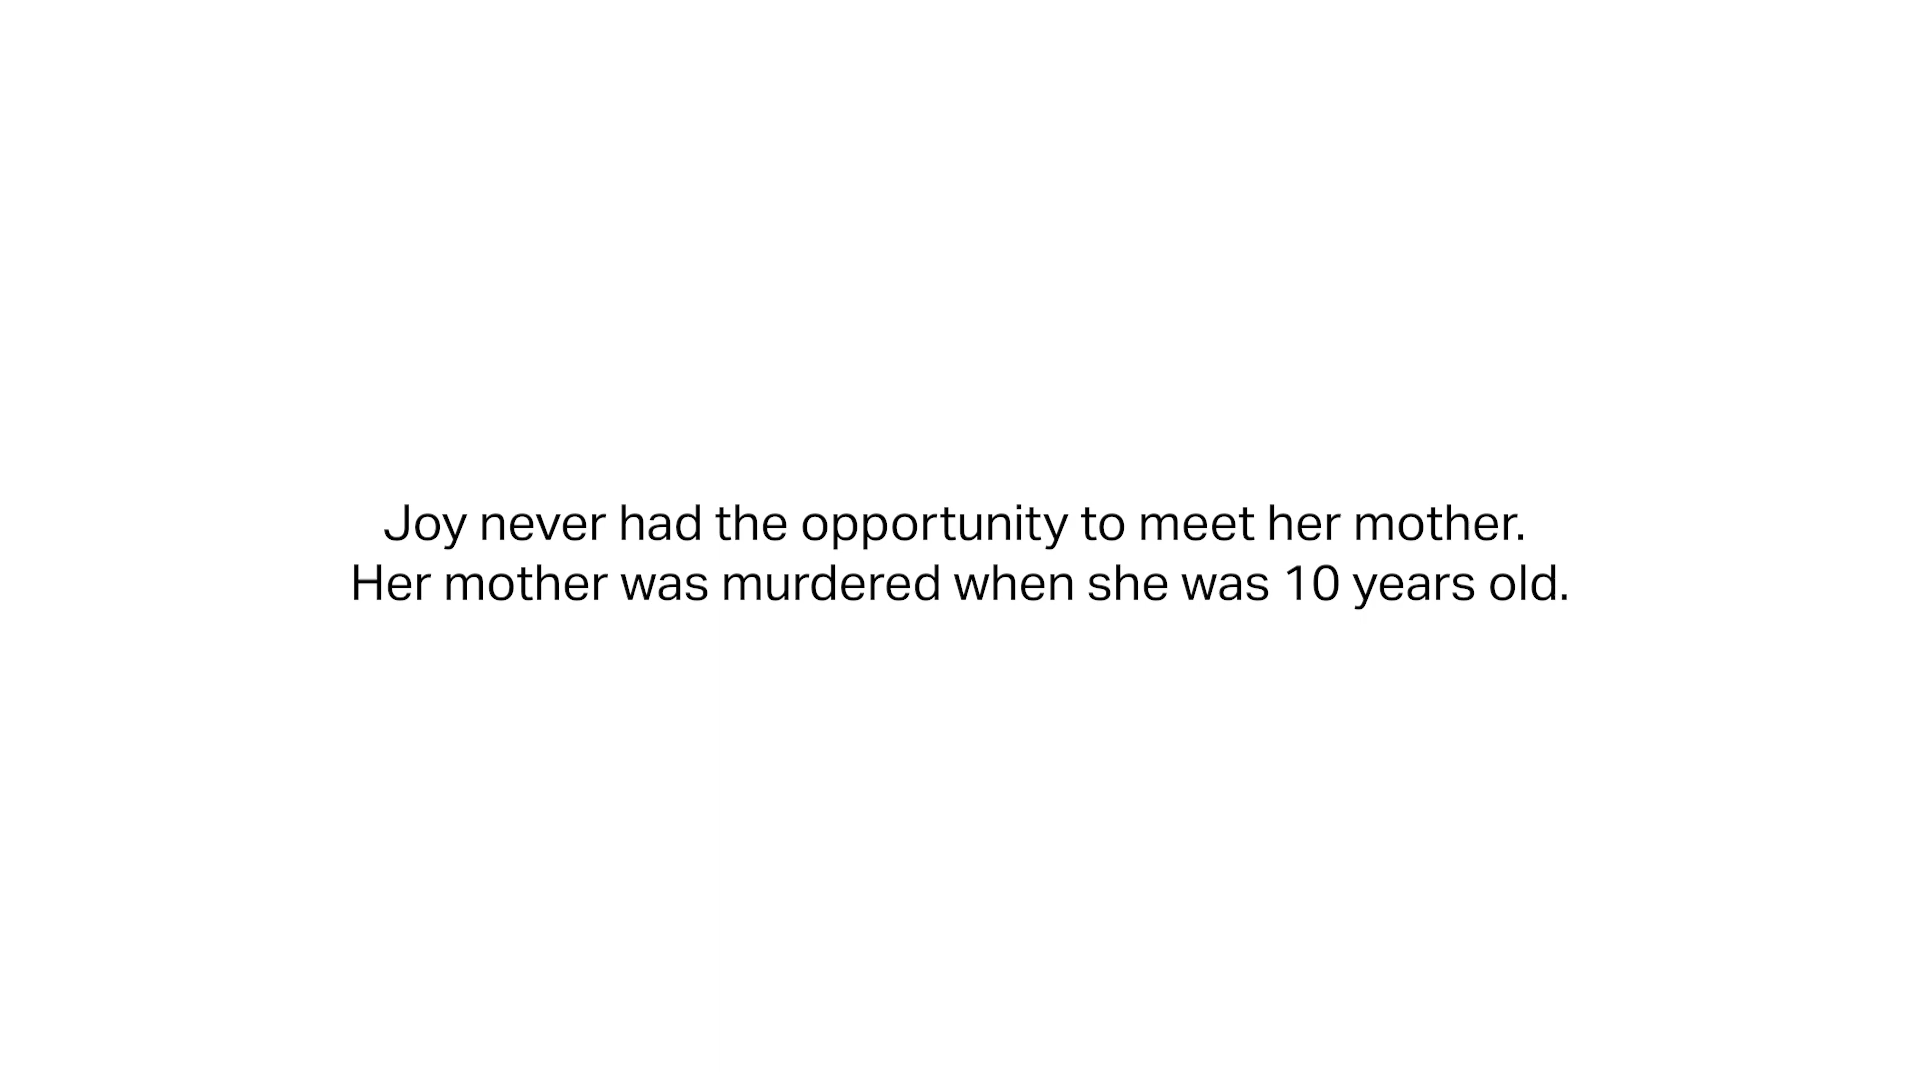 Joy never had the opportunity to meet her mother.
Her mother was murdered when she was 10 years old.